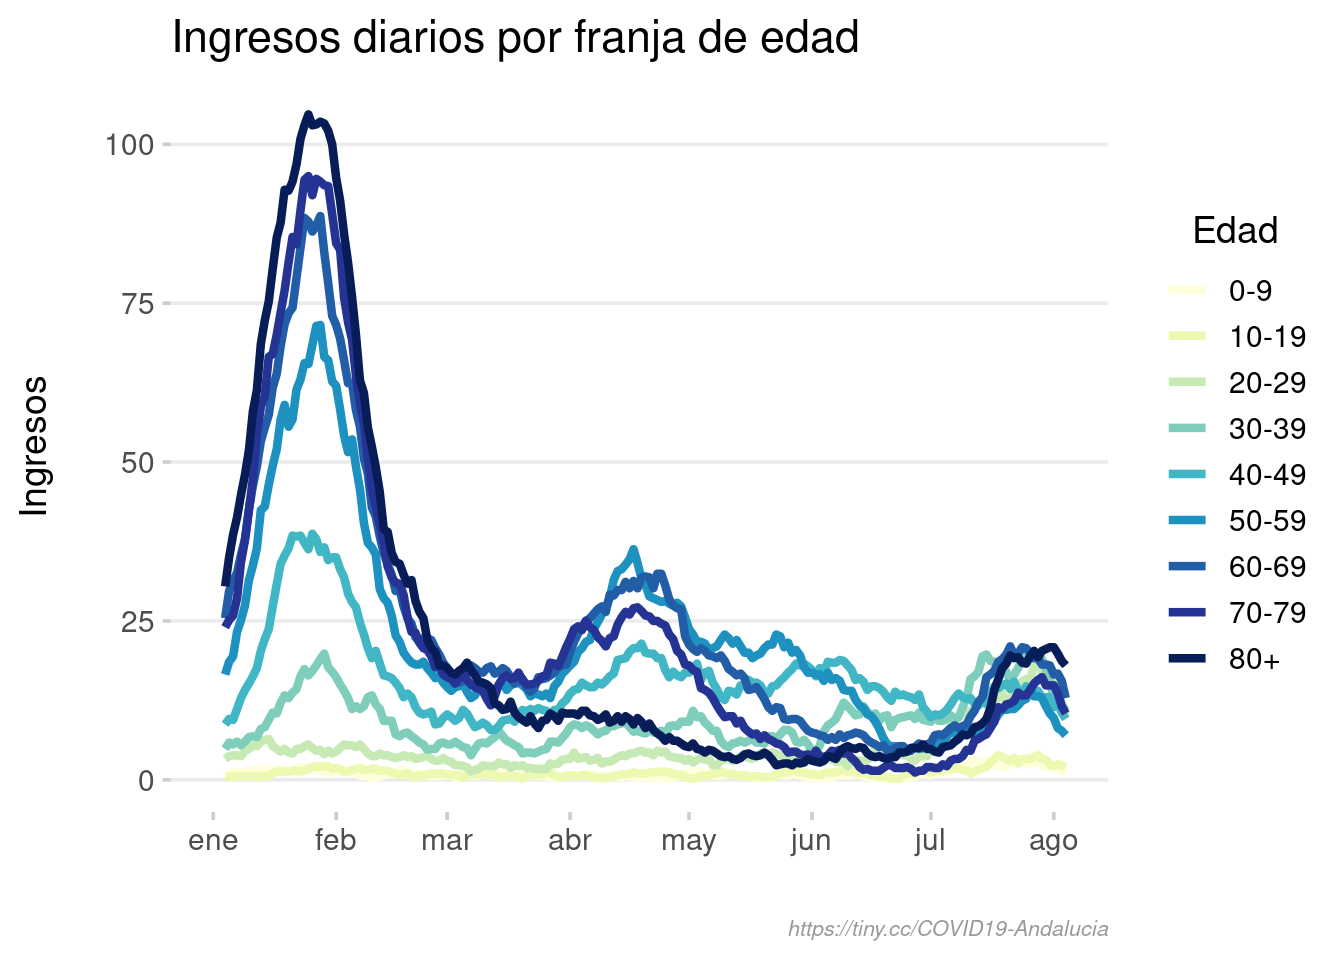 Ingresos diarios por franja de edad
Ingresos
100
75
50
25
0
ene feb mar abr may jun jul ago
Edad
0-9
10-19
20-29
30-39
40-49
50-59
60-69
70-79
80+
https://tiny.cc/COVID19-Andalucia